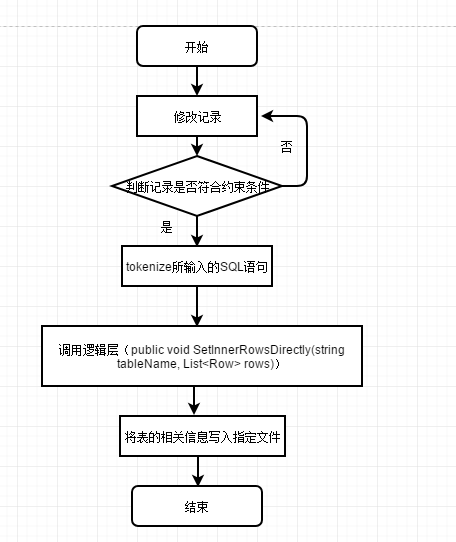 开始
修改记录
否
判断记录是否符合约束条件
是
tokenize所输入的SQL语句
调用逻辑层（public void SetInnerRowsDirectly(string
tableName, List<Row> rows)）
将表的相关信息写入指定文件
结束